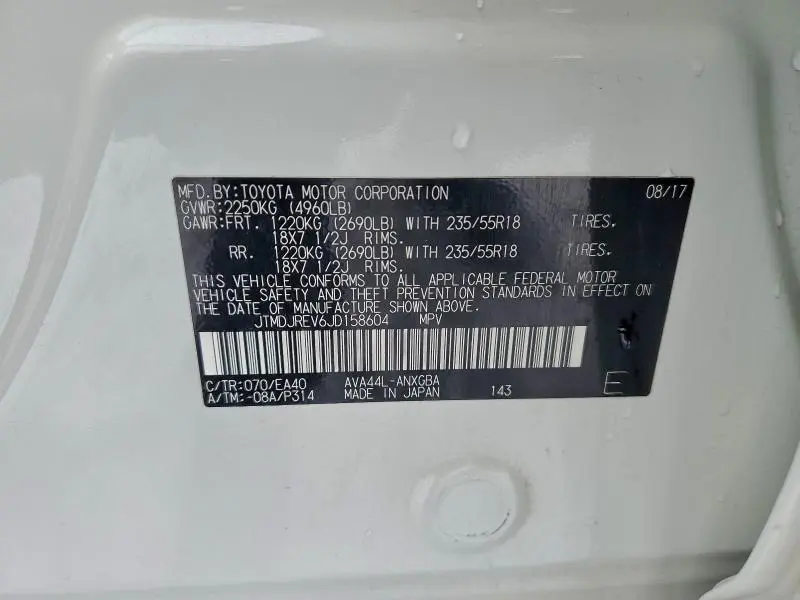 MFD.BY:TOYOTA MOTOR CORPORATION 08/17
GVWR:2250KG (4960LB)
GAWR:FRT. 1220KG (2690LB) WITH 235/55R18 TIRES.
18X7 1/2J RIMS.
RR. 1220KG (2690LB) WITH 235/55R18 TIRES.
18X7 1/2J RIMS.
THIS VEHICLE CONFORMS TO ALL APPLICABLE FEDERAL MOTOR
VEHICLE SAFETY AND THEFT PREVENTION STANDARDS IN EFFECT ON
THE DATE OF MANUFACTURE SHOWN ABOVE.
JTMDJREV6JD158604 MPV
C/TR:070/EA40 AVA44L-ANXGBA
A/TM:-08A/P314 MADE IN JAPAN 143 E